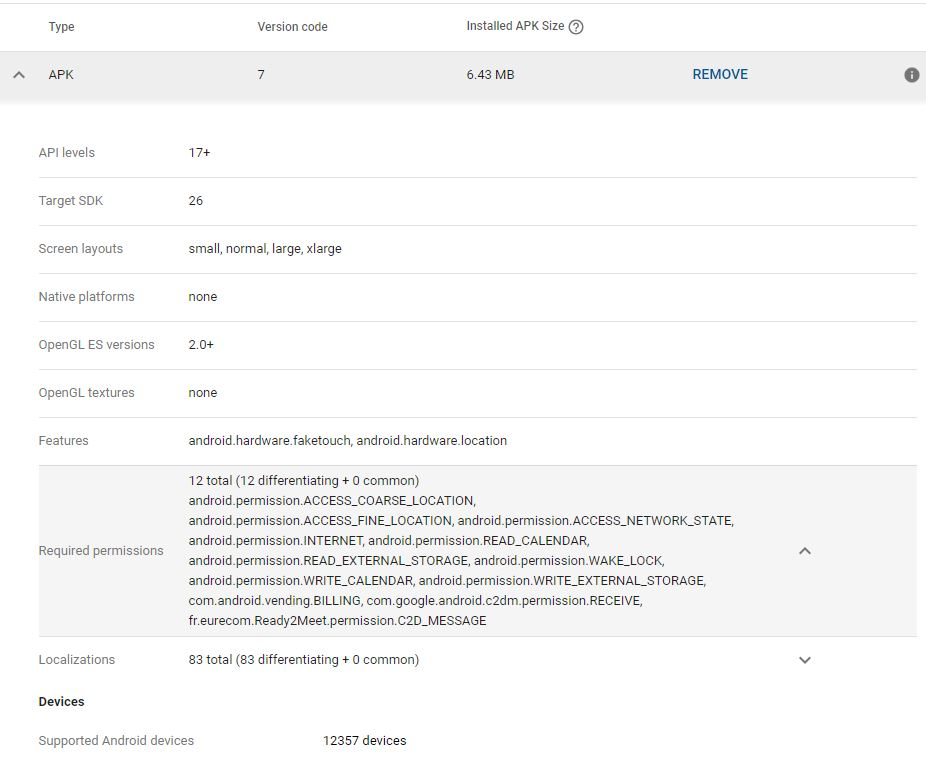 Type Version code Installed APK Size ?
APK 7 6.43 MB REMOVE i
API levels 17+
Target SDK 26
Screen layouts small, normal, large, xlarge
Native platforms none
OpenGL ES versions 2.0+
OpenGL textures none
Features android.hardware.faketouch, android.hardware.location
12 total (12 differentiating + 0 common)
android.permission.ACCESS_COARSE_LOCATION,
android.permission.ACCESS_FINE_LOCATION, android.permission.ACCESS_NETWORK_STATE,
android.permission.INTERNET, android.permission.READ_CALENDAR,
Required permissions
android.permission.READ_EXTERNAL_STORAGE, android.permission.WAKE_LOCK,
android.permission.WRITE_CALENDAR, android.permission.WRITE_EXTERNAL_STORAGE,
com.android.vending.BILLING, com.google.android.c2dm.permission.RECEIVE,
fr.eurecom.Ready2Meet.permission.C2D_MESSAGE
Localizations 83 total (83 differentiating + 0 common)
Devices
Supported Android devices 12357 devices